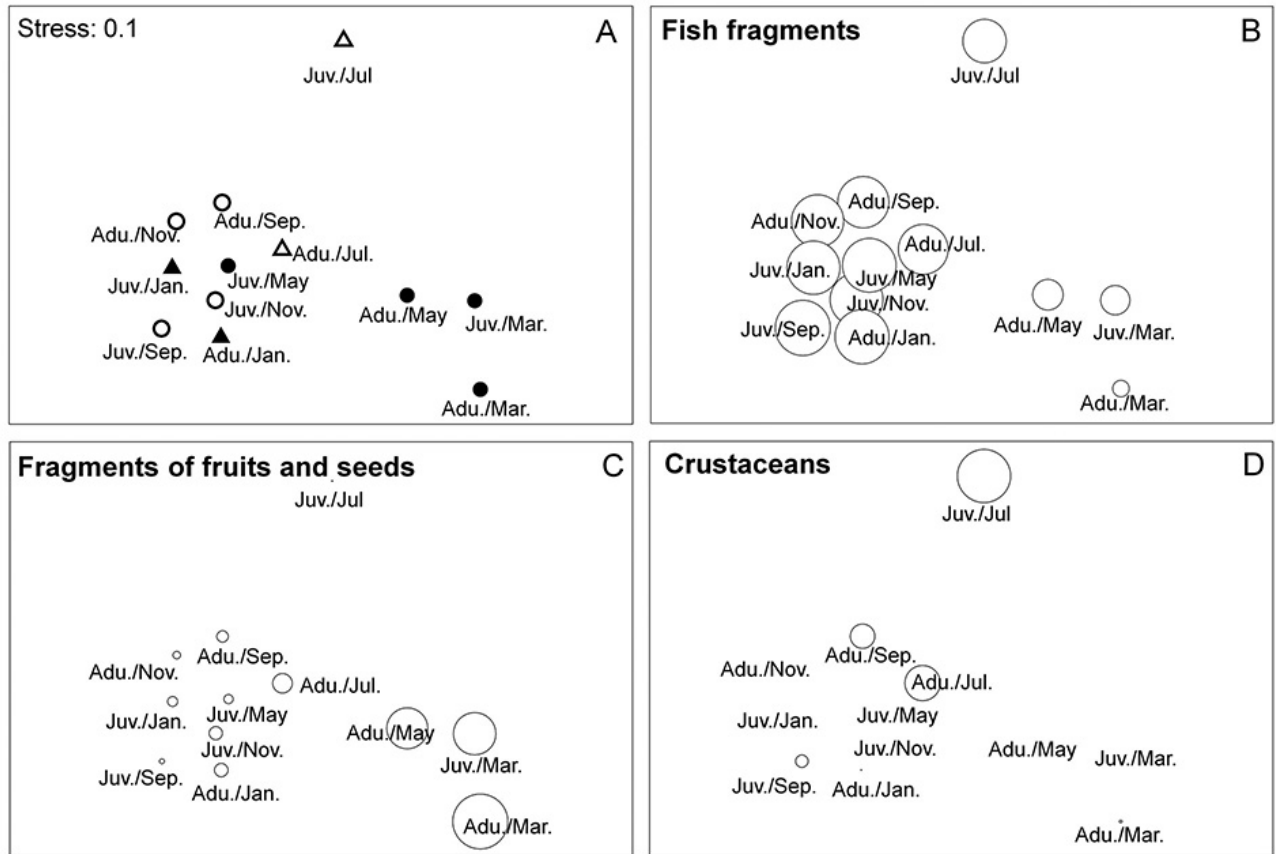 Stress: 0.1
A
Juv./Jul
Adu./Sep.
Adu./Nov.
Adu./Jul.
Juv./Jan.
Juv./May
Juv./Nov.
Adu./May
Juv./Mar.
Juv./Sep.
Adu./Jan.
Adu./Mar.
Fish fragments
B
Juv./Jul
Adu./Sep.
Adu./Nov.
Adu./Jul.
Juv./Jan.
Juv./May
Juv./Nov.
Adu./May
Juv./Mar.
Juv./Sep.
Adu./Jan.
Adu./Mar.
Fragments of fruits and seeds
C
Juv./Jul
Adu./Sep.
Adu./Nov.
Adu./Jul.
Juv./Jan.
Juv./May
Adu./May
Juv./Nov.
Juv./Mar.
Juv./Sep.
Adu./Jan.
Adu./Mar.
Crustaceans
D
Juv./Jul
Adu./Sep.
Adu./Nov.
Adu./Jul.
Juv./Jan.
Juv./May
Juv./Nov.
Adu./May
Juv./Mar.
Juv./Sep.
Adu./Jan.
Adu./Mar.